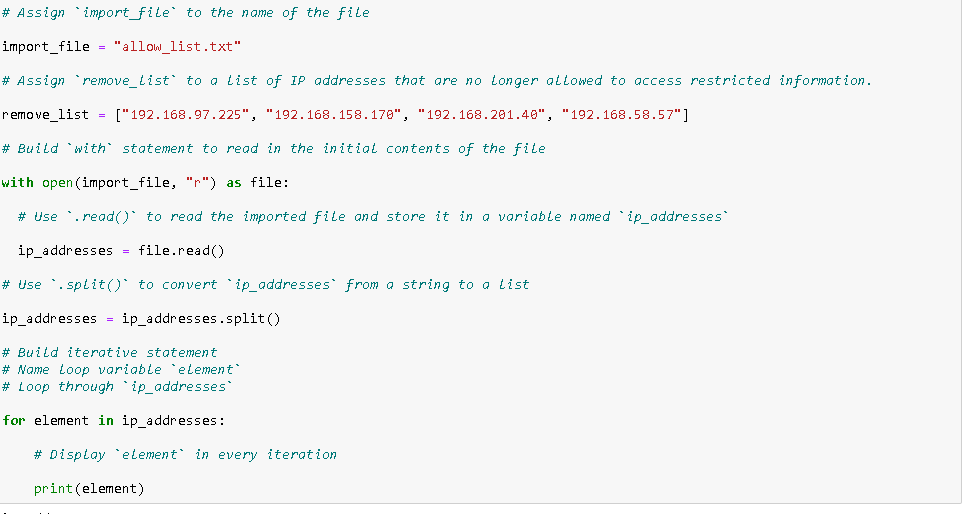 # Assign `import_file` to the name of the file
import_file = "allow_list.txt"
# Assign `remove_list` to a list of IP addresses that are no longer allowed to access restricted information.
remove_list = ["192.168.97.225", "192.168.158.170", "192.168.201.40", "192.168.58.57"]
# Build `with` statement to read in the initial contents of the file
with open(import_file, "r") as file:
  # Use `.read()` to read the imported file and store it in a variable named `ip_addresses`
  ip_addresses = file.read()
# Use `.split()` to convert `ip_addresses` from a string to a list
ip_addresses = ip_addresses.split()
# Build iterative statement
# Name loop variable `element`
# Loop through `ip_addresses`
for element in ip_addresses:
    # Display `element` in every iteration
    print(element)